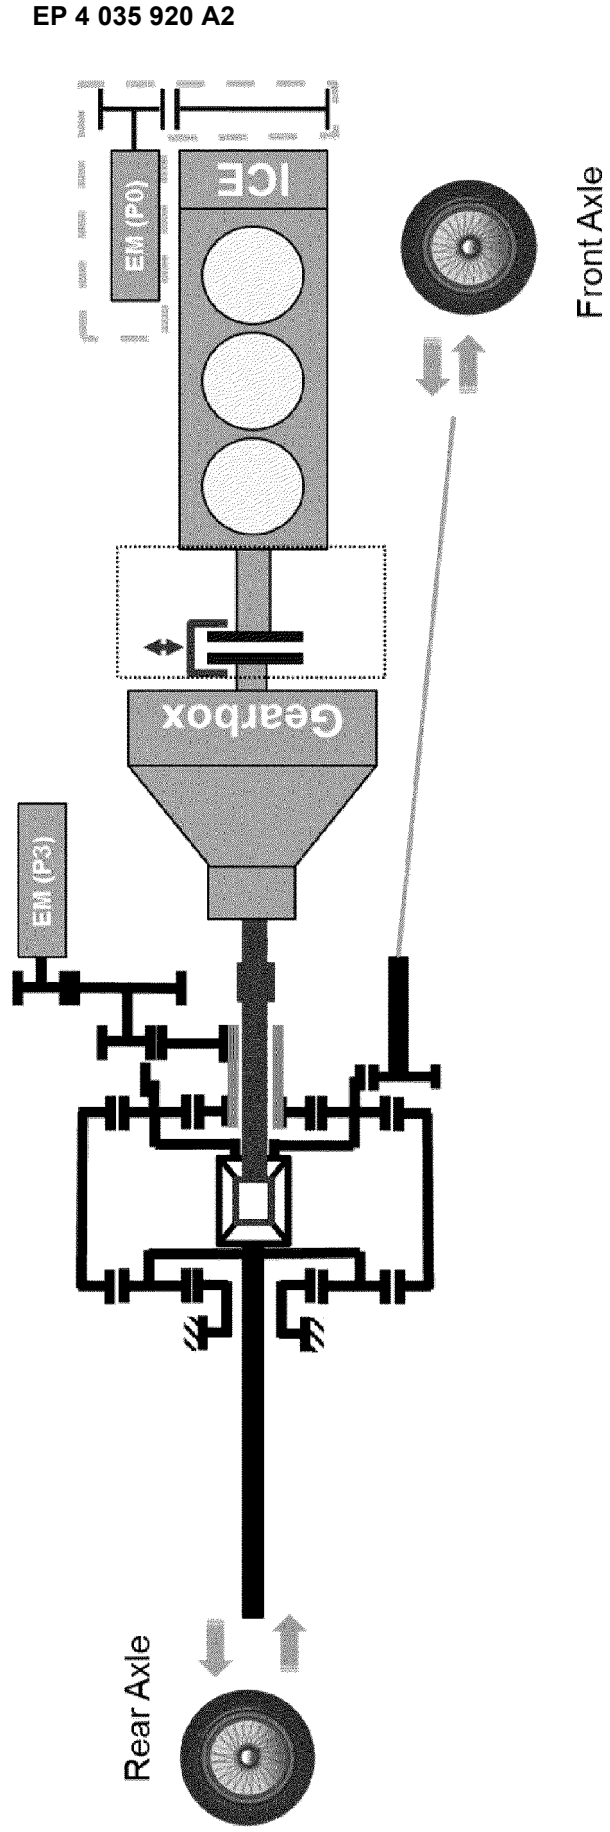 EP 4 035 920 A2
EM (P0)
ICE
Front Axle
Gearbox
EM (P3)
Rear Axle